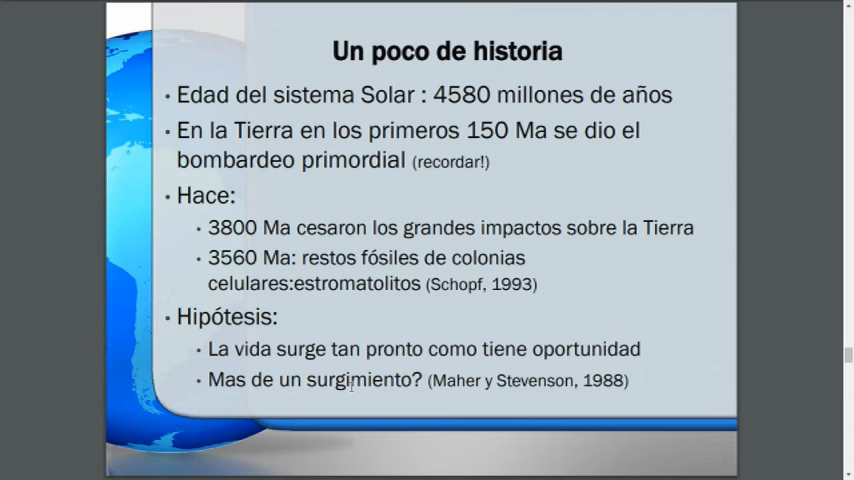 Un poco de historia
• Edad del sistema Solar : 4580 millones de años
• En la Tierra en los primeros 150 Ma se dio el
bombardeo primordial (recordar!)
• Hace:
• 3800 Ma cesaron los grandes impactos sobre la Tierra
• 3560 Ma: restos fósiles de colonias
celulares:estromatolitos (Schopf, 1993)
• Hipótesis:
• La vida surge tan pronto como tiene oportunidad
• Mas de un surgimiento? (Maher y Stevenson, 1988)